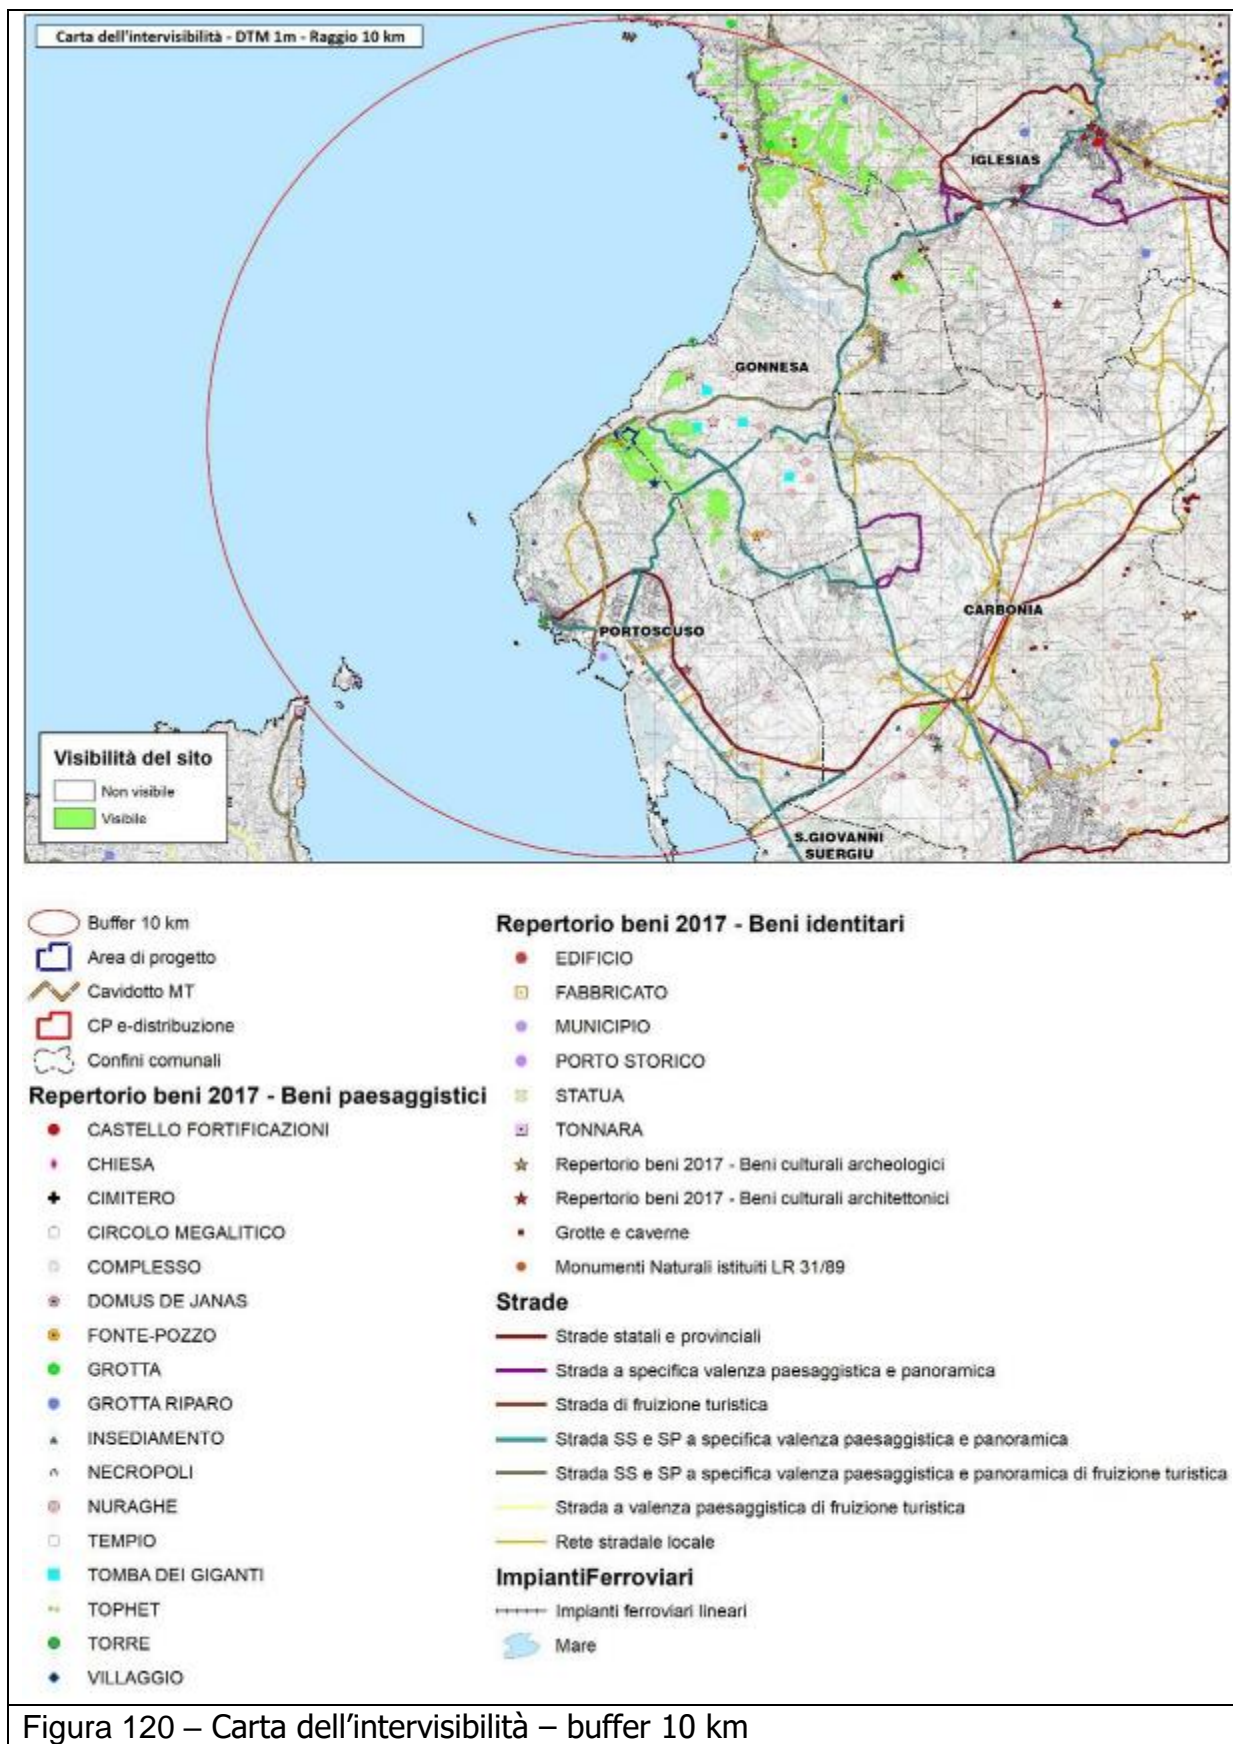 Carta dell'intervisibilità - DTM 1m - Raggio 10 km
IGLESIAS
GONNESA
CARBONIA
PORTOSCUSO
S.GIOVANNI
SUERGIU
Visibilità del sito
Non visibile
Visibile
Buffer 10 km
Area di progetto
Cavidotto MT
CP e-distribuzione
Confini comunali
Repertorio beni 2017 - Beni paesaggistici
CASTELLO FORTIFICAZIONI
CHIESA
CIMITERO
CIRCOLO MEGALITICO
COMPLESSO
DOMUS DE JANAS
FONTE-POZZO
GROTTA
GROTTA RIPARO
INSEDIAMENTO
NECROPOLI
NURAGHE
TEMPIO
TOMBA DEI GIGANTI
TOPHET
TORRE
VILLAGGIO
Repertorio beni 2017 - Beni identitari
EDIFICIO
FABBRICATO
MUNICIPIO
PORTO STORICO
STATUA
TONNARA
Repertorio beni 2017 - Beni culturali archeologici
Repertorio beni 2017 - Beni culturali architettonici
Grotte e caverne
Monumenti Naturali istituiti LR 31/89
Strade
Strade statali e provinciali
Strada a specifica valenza paesaggistica e panoramica
Strada di fruizione turistica
Strada SS e SP a specifica valenza paesaggistica e panoramica
Strada SS e SP a specifica valenza paesaggistica e panoramica di fruizione turistica
Strada a valenza paesaggistica di fruizione turistica
Rete stradale locale
ImpiantiFerroviari
Impianti ferroviari lineari
Mare
Figura 120 – Carta dell'intervisibilità – buffer 10 km